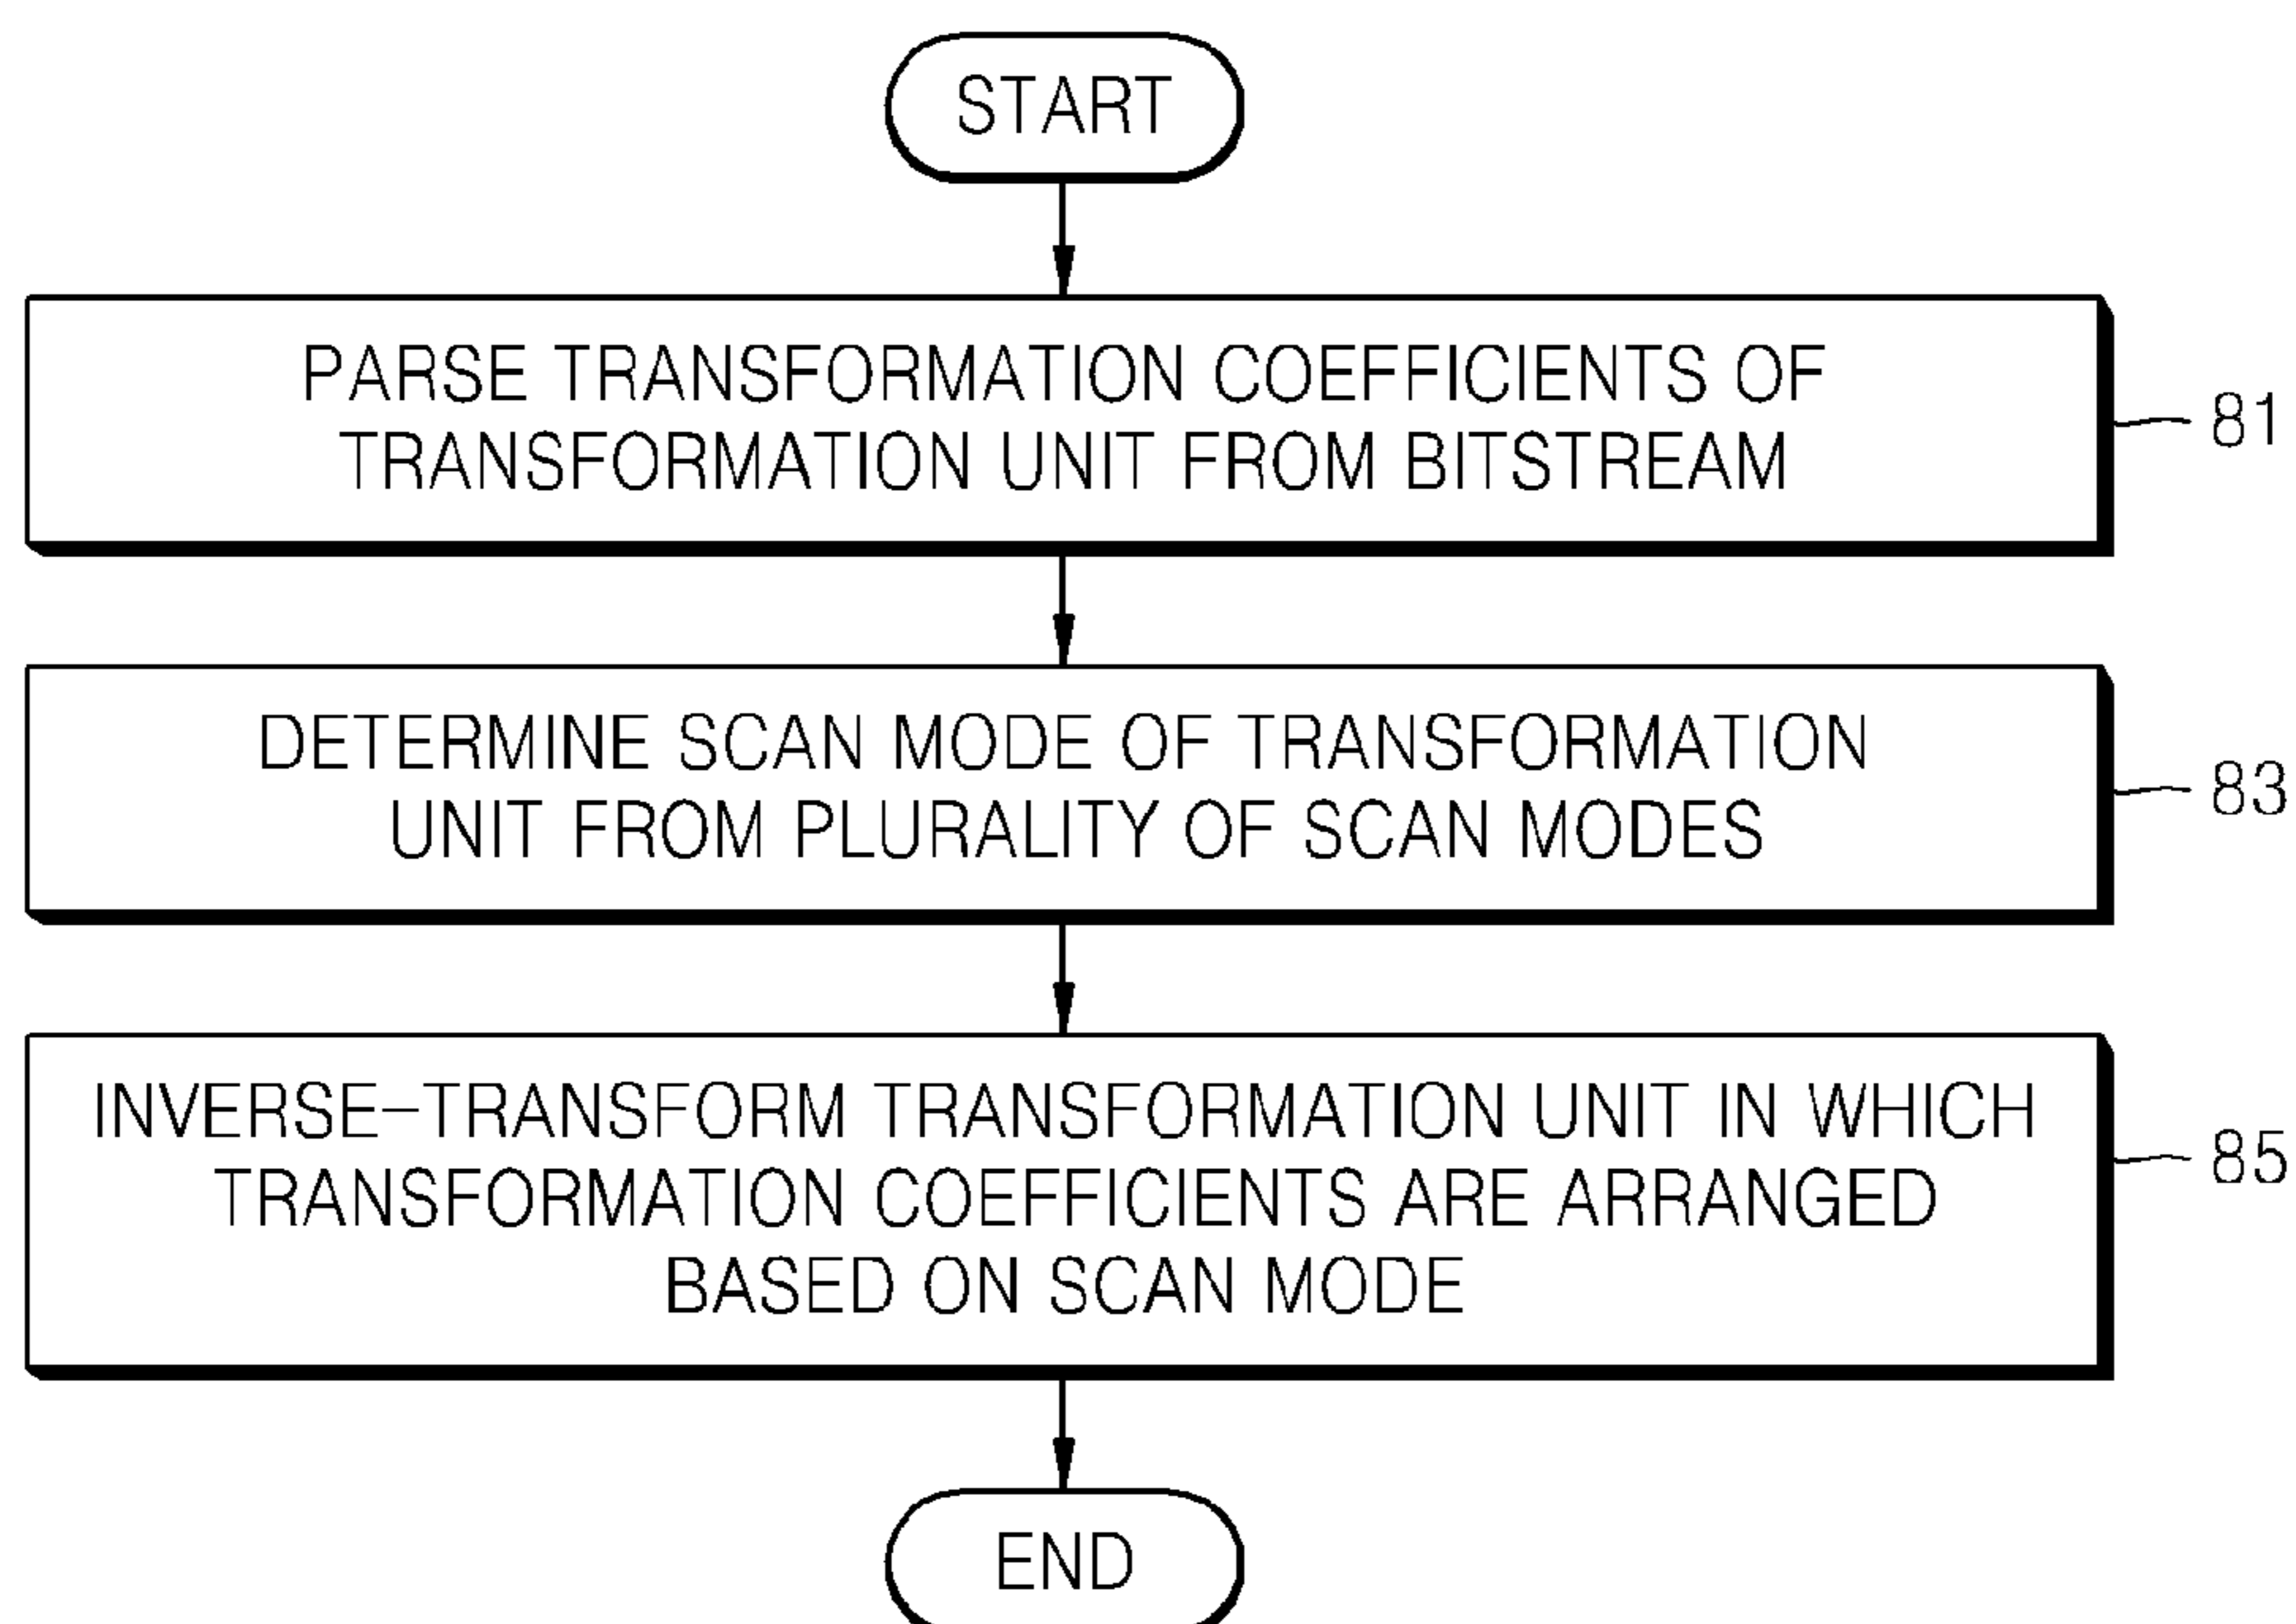 START
PARSE TRANSFORMATION COEFFICIENTS OF
TRANSFORMATION UNIT FROM BITSTREAM
81
DETERMINE SCAN MODE OF TRANSFORMATION
UNIT FROM PLURALITY OF SCAN MODES
83
INVERSE-TRANSFORM TRANSFORMATION UNIT IN WHICH
TRANSFORMATION COEFFICIENTS ARE ARRANGED
BASED ON SCAN MODE
85
END